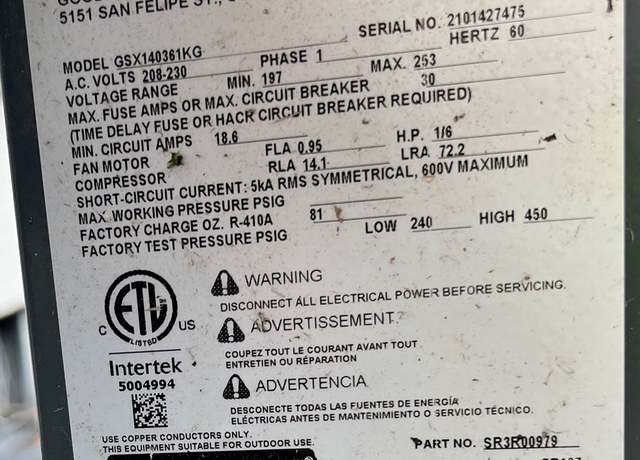 5151 SAN FELIPE ST.,
SERIAL NO. 2101427475
MODEL GSX140361KG PHASE 1 HERTZ 60
A.C. VOLTS 208-230
VOLTAGE RANGE MIN. 197 MAX. 253
MAX. FUSE AMPS OR MAX. CIRCUIT BREAKER 30
(TIME DELAY FUSE OR HACR CIRCUIT BREAKER REQUIRED)
MIN. CIRCUIT AMPS 18.6
FAN MOTOR FLA 0.95 H.P. 1/6
COMPRESSOR RLA 14.1 LRA 72.2
SHORT-CIRCUIT CURRENT: 5kA RMS SYMMETRICAL, 600V MAXIMUM
MAX WORKING PRESSURE PSIG
FACTORY CHARGE OZ. R-410A 81
FACTORY TEST PRESSURE PSIG LOW 240 HIGH 450
ETL
LISTED
C US
Intertek
5004994
WARNING
DISCONNECT ALL ELECTRICAL POWER BEFORE SERVICING.
ADVERTISSEMENT
COUPEZ TOUT LE COURANT AVANT TOUT
ENTRETIEN OU RÉPARATION
ADVERTENCIA
DESCONECTE TODAS LAS FUENTES DE ENERGÍA
ELÉCTRICAS ANTES DE MANTENIMIENTO O SERVICIO TÉCNICO.
USE COPPER CONDUCTORS ONLY.
THIS EQUIPMENT SUITABLE FOR OUTDOOR USE.
PART NO. SR3R00979